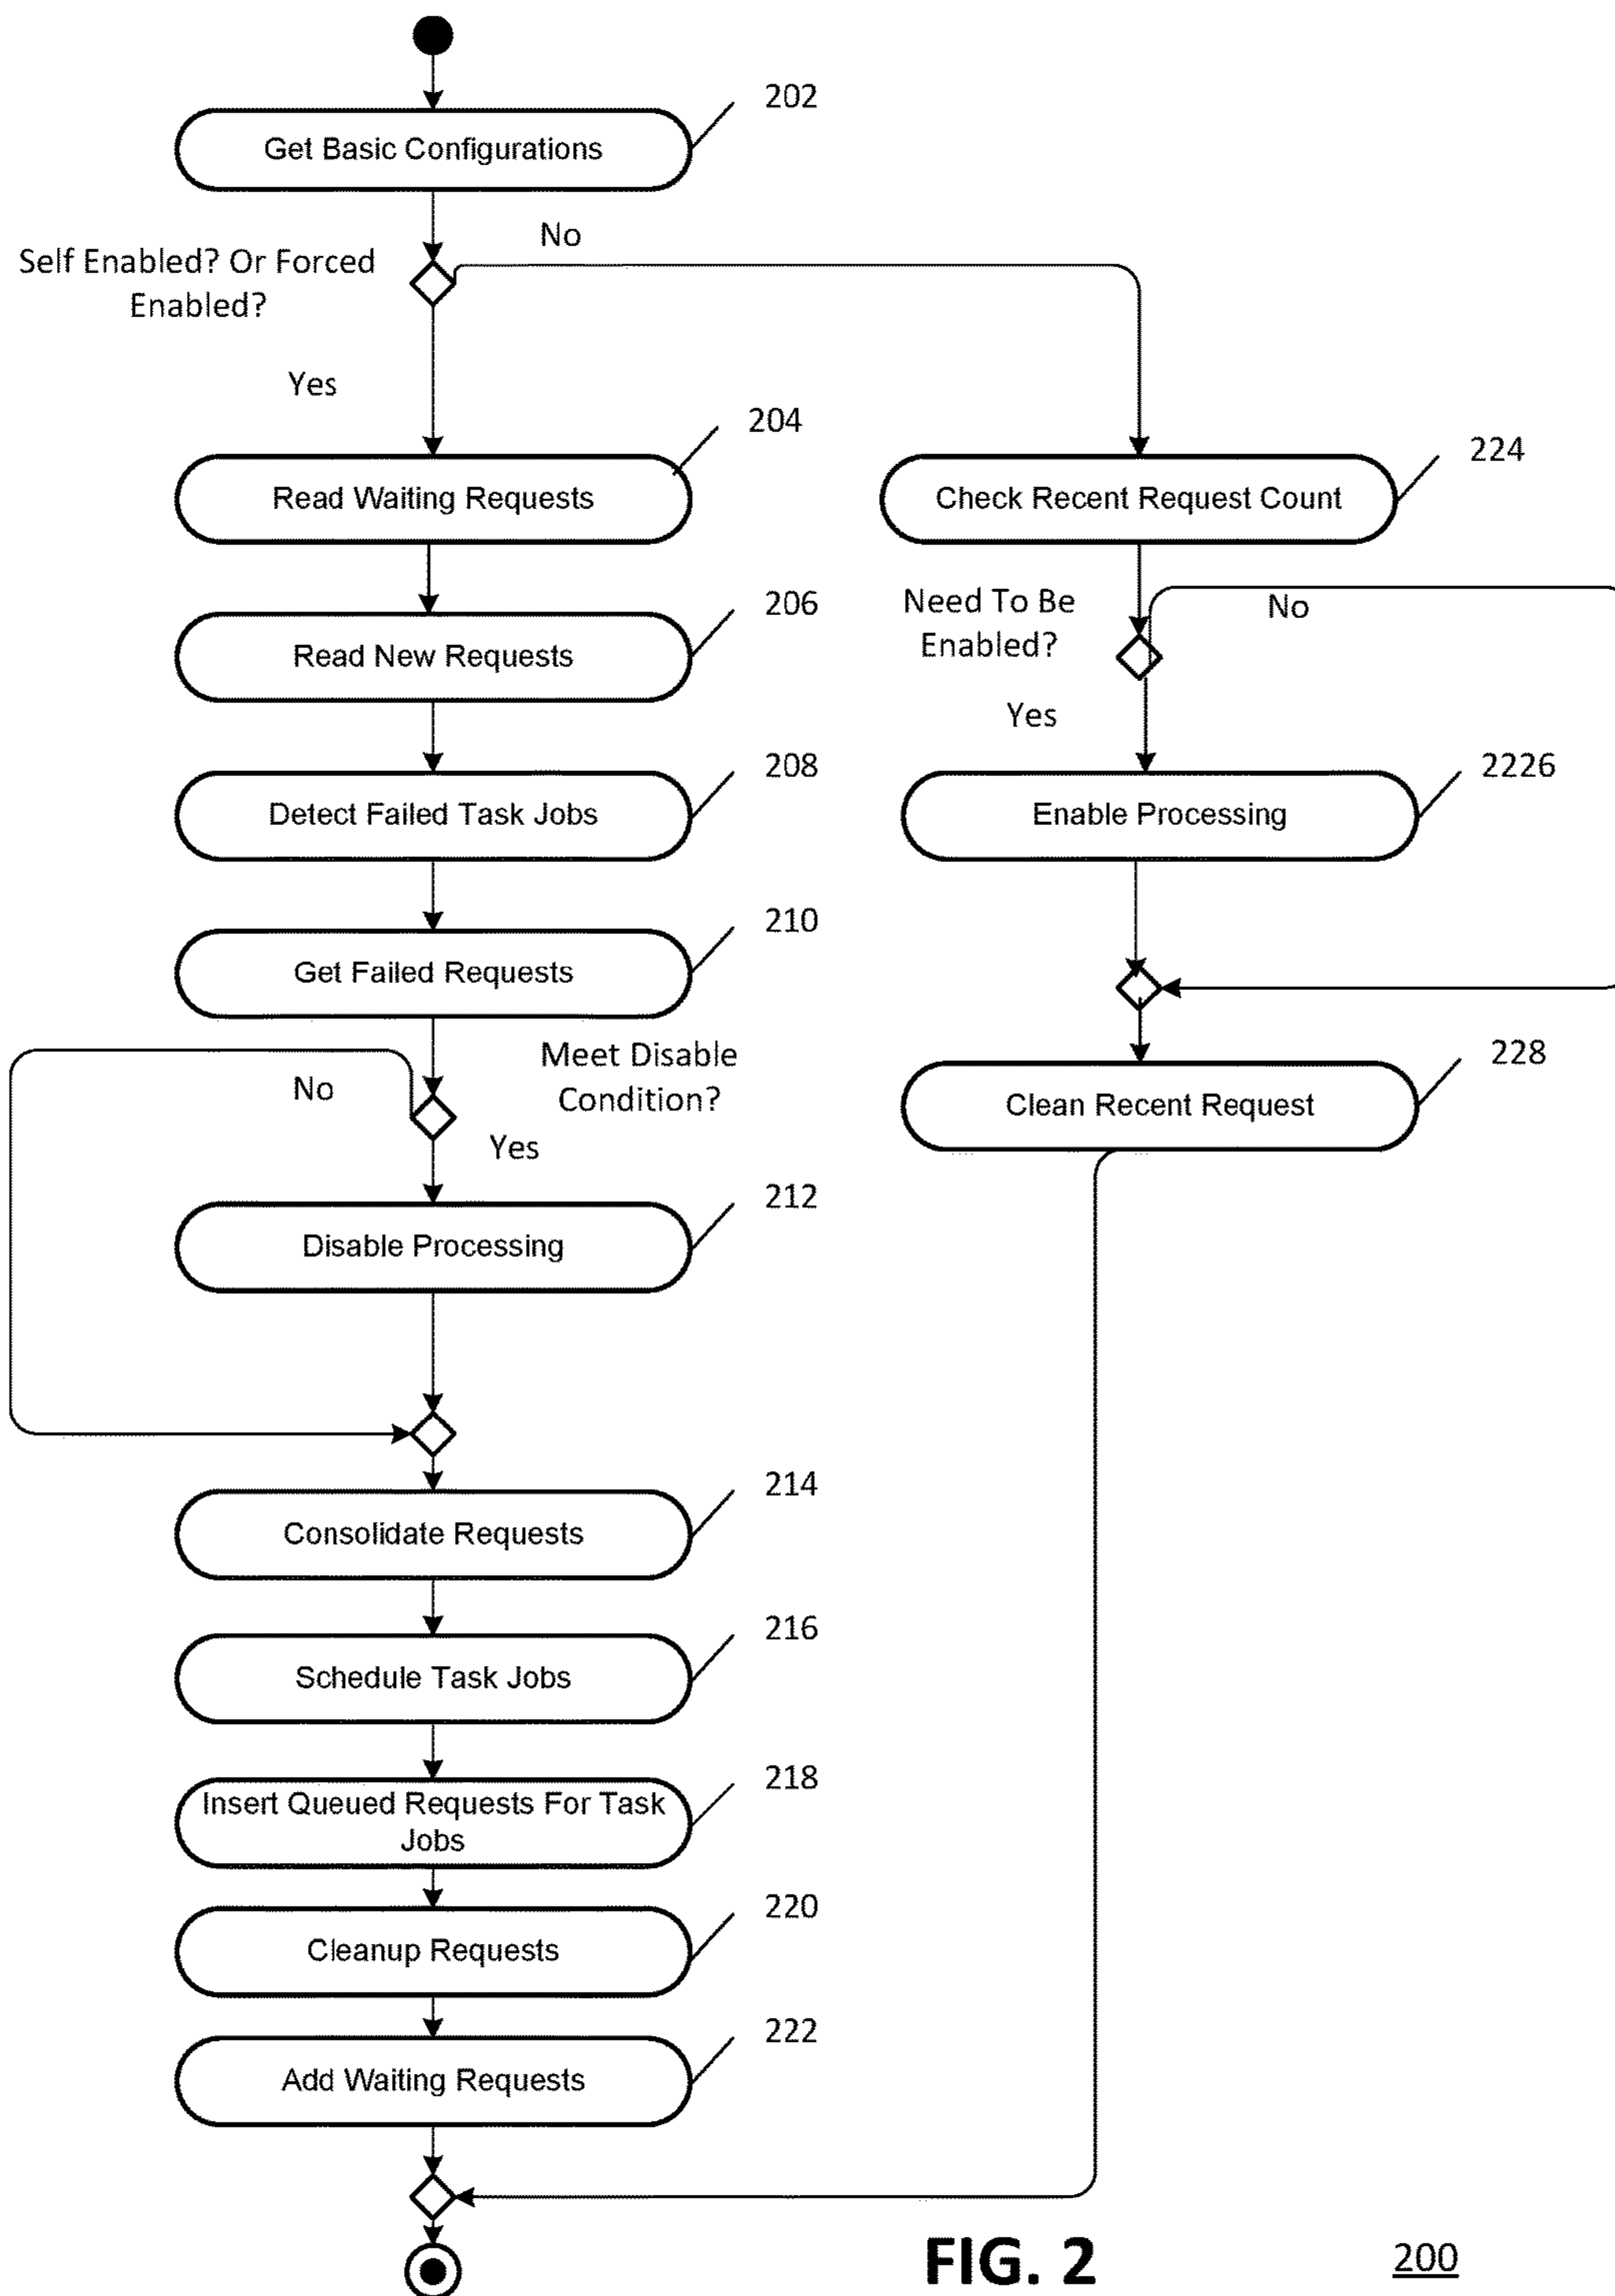 202
Get Basic Configurations
No
Self Enabled? Or Forced
Enabled?
Yes
204
Read Waiting Requests
224
Check Recent Request Count
206
Read New Requests
Need To Be
Enabled?
No
Yes
208
Detect Failed Task Jobs
2226
Enable Processing
210
Get Failed Requests
Meet Disable
Condition?
No
Yes
228
Clean Recent Request
212
Disable Processing
214
Consolidate Requests
216
Schedule Task Jobs
218
Insert Queued Requests For Task
Jobs
220
Cleanup Requests
222
Add Waiting Requests
FIG. 2
200